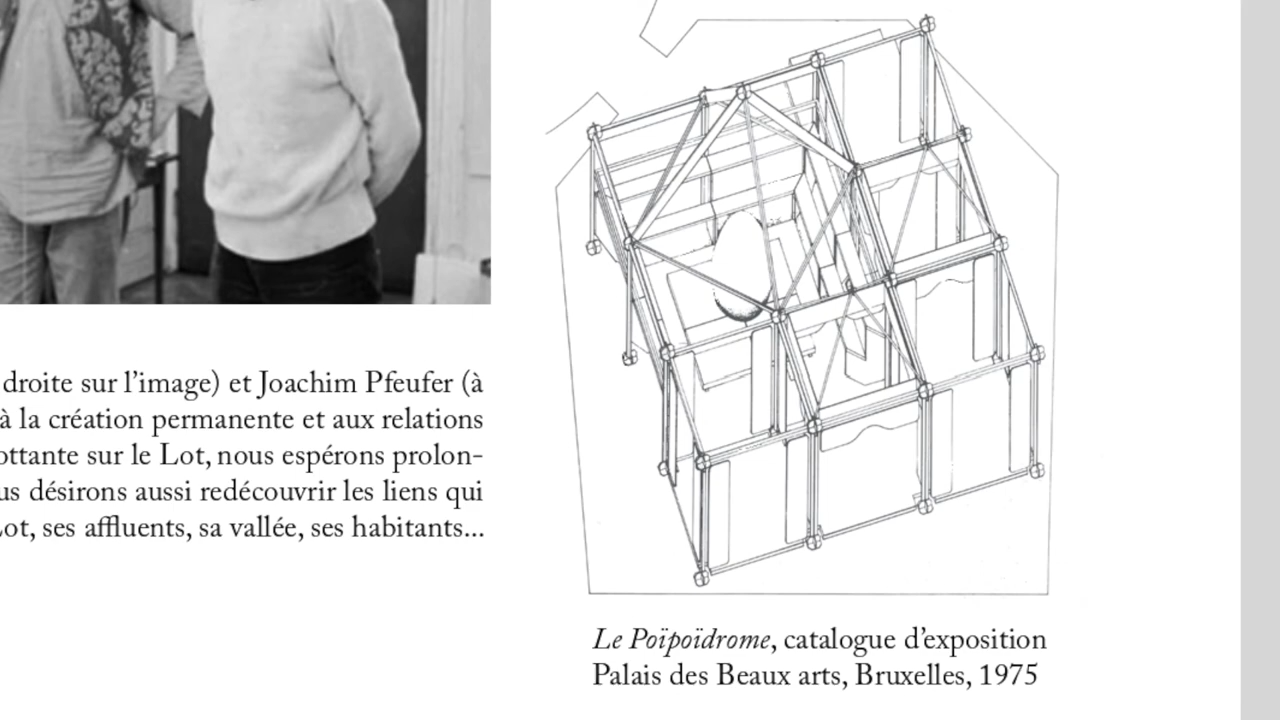 droite sur l’image) et Joachim Pfeufer (à
à la création permanente et aux relations
ottante sur le Lot, nous espérons prolon-
us désirons aussi redécouvrir les liens qui
Lot, ses affluents, sa vallée, ses habitants...
Le Poïpoïdrome, catalogue d’exposition
Palais des Beaux arts, Bruxelles, 1975